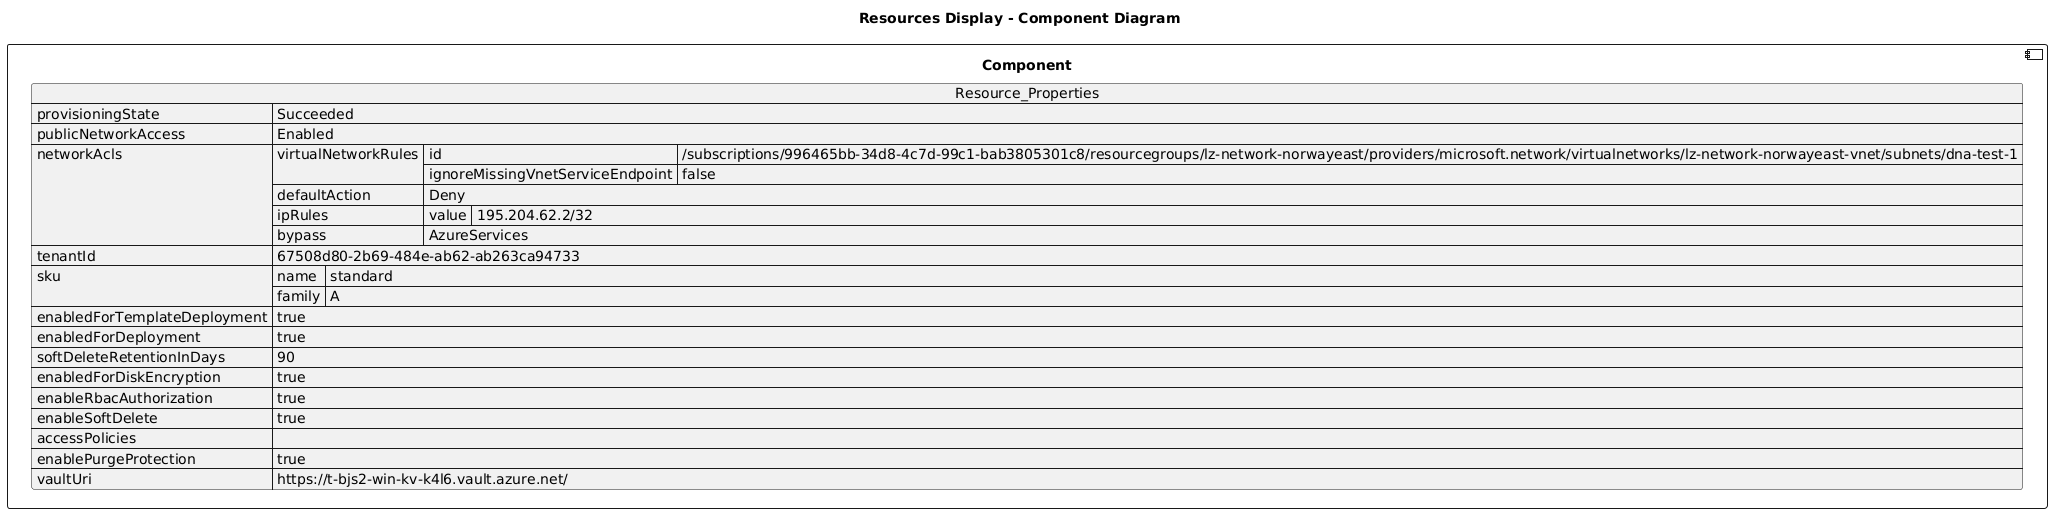 Resources Display - Component Diagram
Component
Resource_Properties
provisioningState Succeeded
publicNetworkAccess Enabled
networkAcls virtualNetworkRules id /subscriptions/996465bb-34d8-4c7d-99c1-bab3805301c8/resourcegroups/lz-network-norwayeast/providers/microsoft.network/virtualnetworks/lz-network-norwayeast-vnet/subnets/dna-test-1
ignoreMissingVnetServiceEndpoint false
defaultAction Deny
ipRules value 195.204.62.2/32
bypass AzureServices
tenantId 67508d80-2b69-484e-ab62-ab263ca94733
sku name standard
family A
enabledForTemplateDeployment true
enabledForDeployment true
softDeleteRetentionInDays 90
enabledForDiskEncryption true
enableRbacAuthorization true
enableSoftDelete true
accessPolicies
enablePurgeProtection true
vaultUri https://t-bjs2-win-kv-k4l6.vault.azure.net/